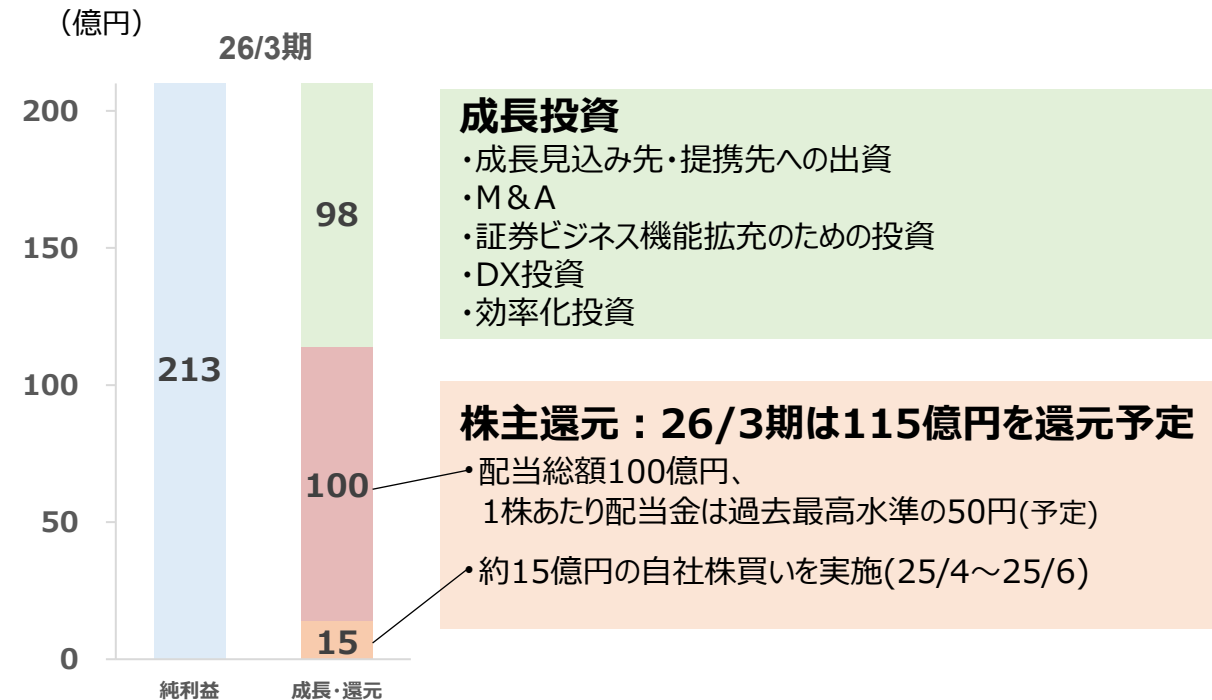 （億円）
26/3期
200
150
100
50
0
213
98
100
15
純利益
成長・還元
成長投資
・成長見込み先・提携先への出資
・Ｍ＆Ａ
・証券ビジネス機能拡充のための投資
・DX投資
・効率化投資
株主還元：26/3期は115億円を還元予定
・配当総額100億円、
1株あたり配当金は過去最高水準の50円(予定)
・約15億円の自社株買いを実施(25/4～25/6)